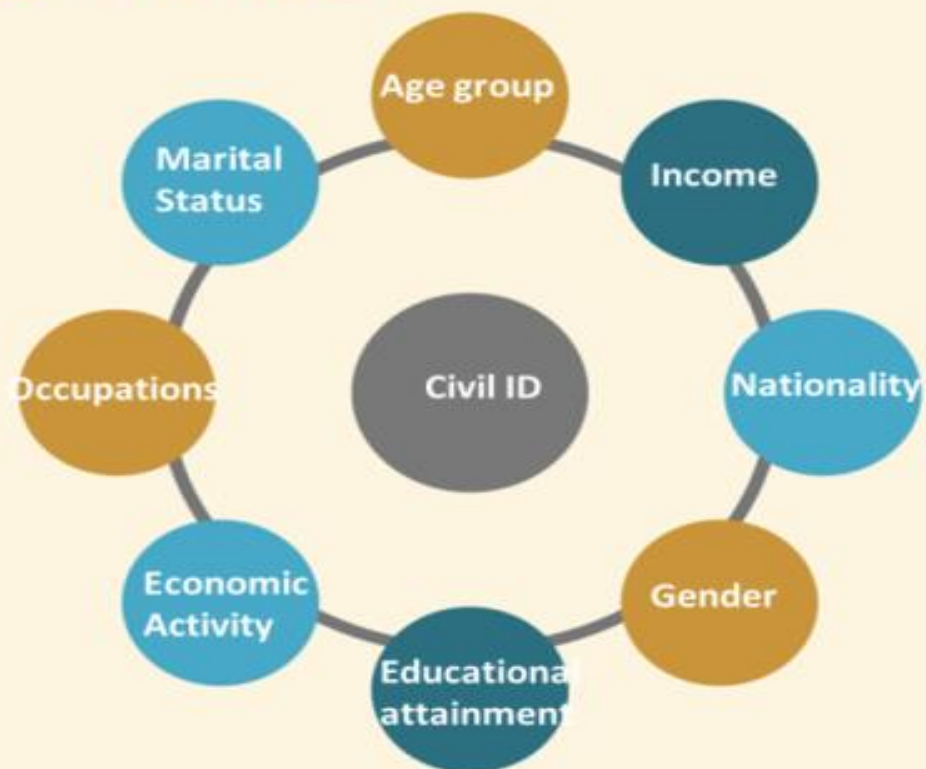 Age group
Marital
Status
Income
Occupations
Civil ID
Nationality
Economic
Activity
Gender
Educational
attainment